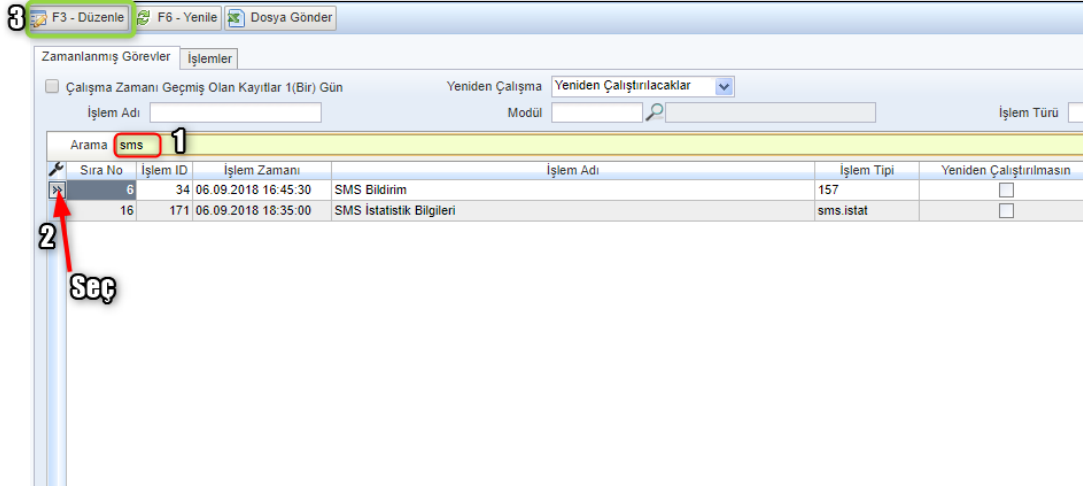 3 F3 - Düzenle F6 - Yenile Dosya Gönder
Zamanlanmış Görevler İşlemler
Çalışma Zamanı Geçmiş Olan Kayıtlar 1(Bir) Gün Yeniden Çalışma Yeniden Çalıştırılacaklar
İşlem Adı Modül İşlem Türü
Arama sms 1
Sıra No İşlem ID İşlem Zamanı İşlem Adı İşlem Tipi Yeniden Çalıştırılmasın
6 34 06.09.2018 16:45:30 SMS Bildirim 157
16 171 06.09.2018 18:35:00 SMS İstatistik Bilgileri sms.istat
2
Seç